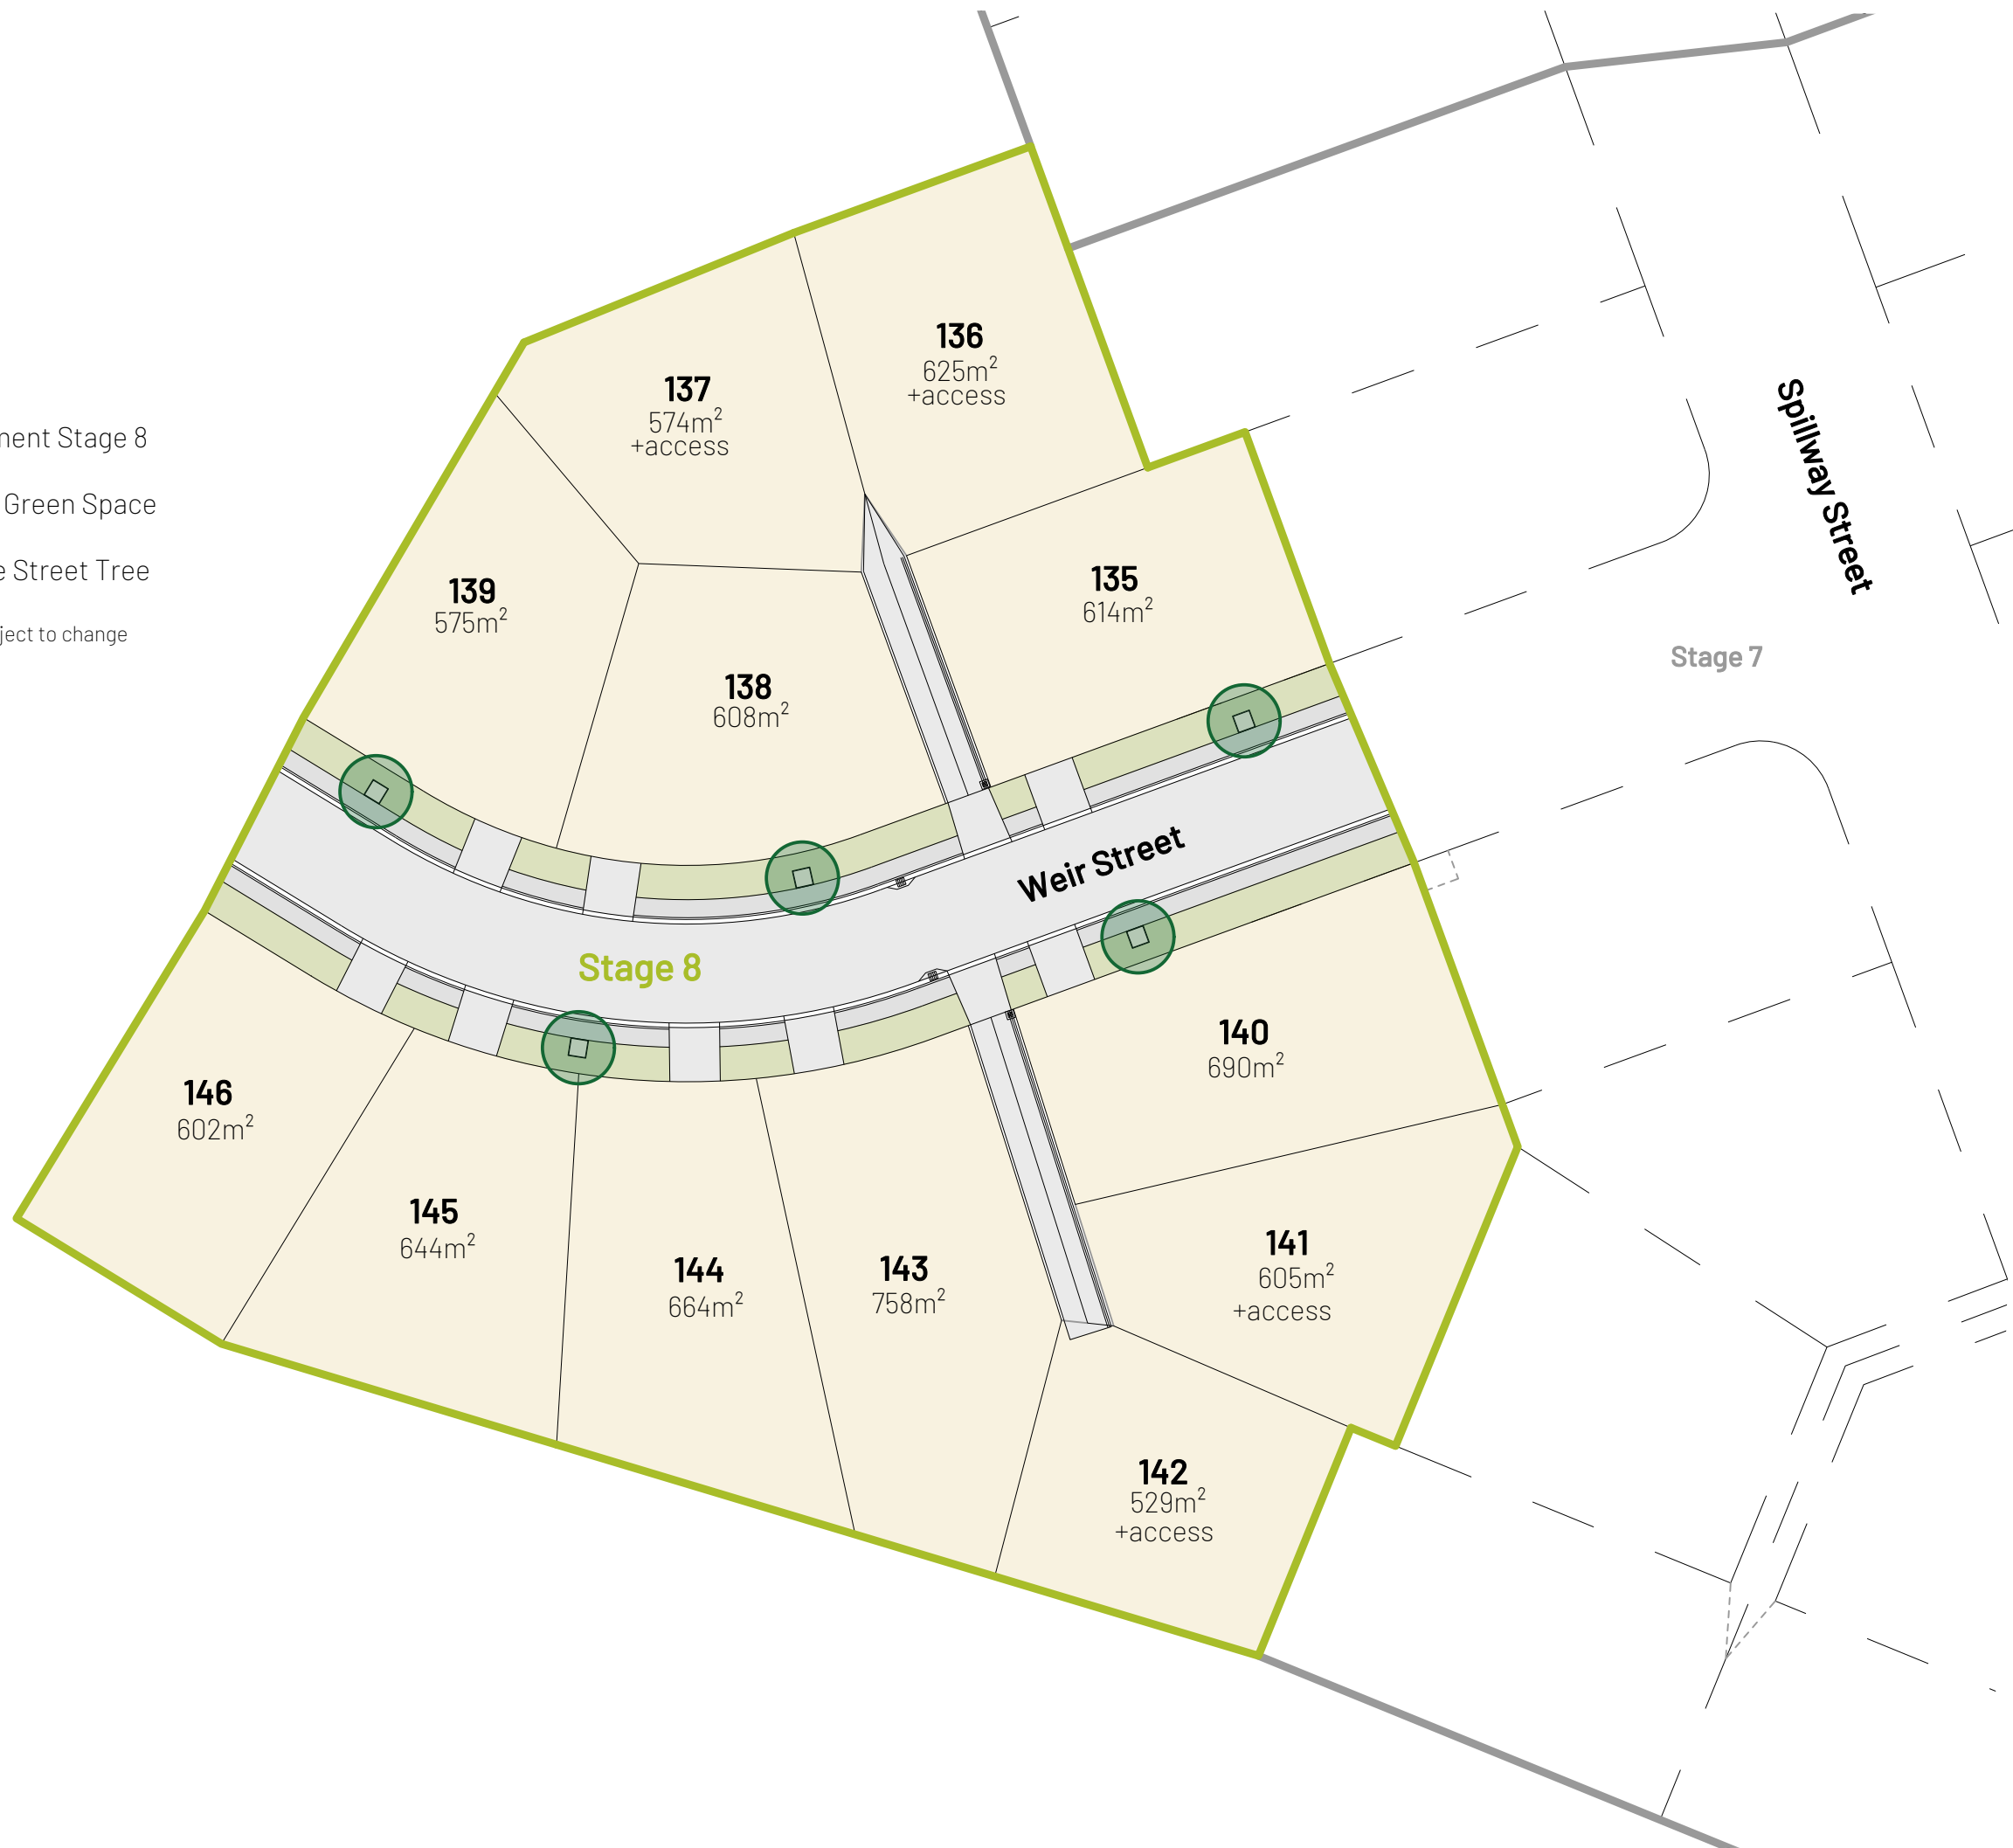 136
625m²
+access
137
574m²
+access
Spillway Street
ment Stage 8
Green Space
e Street Tree
ject to change
139
575m²
135
614m²
138
608m²
Stage 7
Weir Street
Stage 8
140
690m²
146
602m²
145
644m²
144
664m²
143
758m²
141
605m²
+access
142
529m²
+access